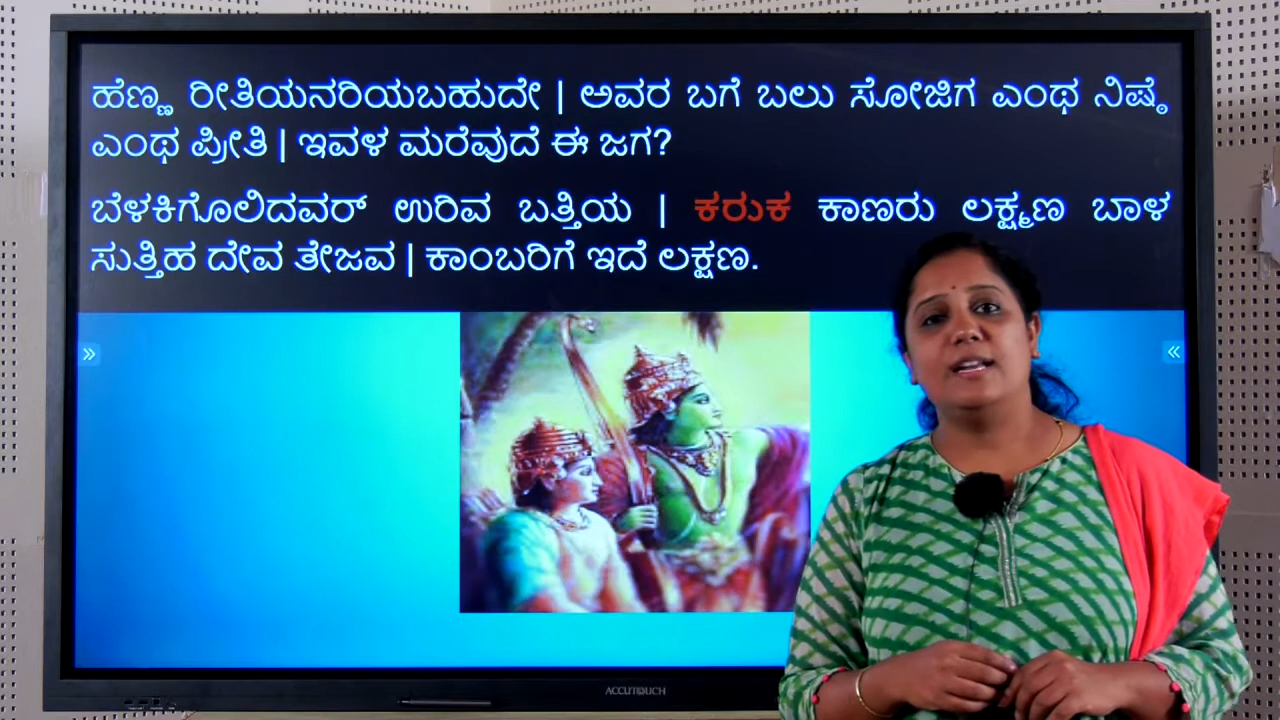 ಹೆಣ್ಣ ರೀತಿಯನರಿಯಬಹುದೇ | ಅವರ ಬಗೆ ಬಲು ಸೋಜಿಗ ಎಂಥ ನಿಷ್ಠೆ
ಎಂಥ ಪ್ರೀತಿ | ಇವಳ ಮರೆವುದೆ ಈ ಜಗ?
ಬೆಳಕಿಗೊಲಿದವರ್ ಉರಿವ ಬತ್ತಿಯ | ಕರುಕ ಕಾಣರು ಲಕ್ಷ್ಮಣ ಬಾಳ
ಸುತ್ತಿಹ ದೇವ ತೇಜವ | ಕಾಂಬರಿಗೆ ಇದೆ ಲಕ್ಷಣ.
ACCUTOUCH